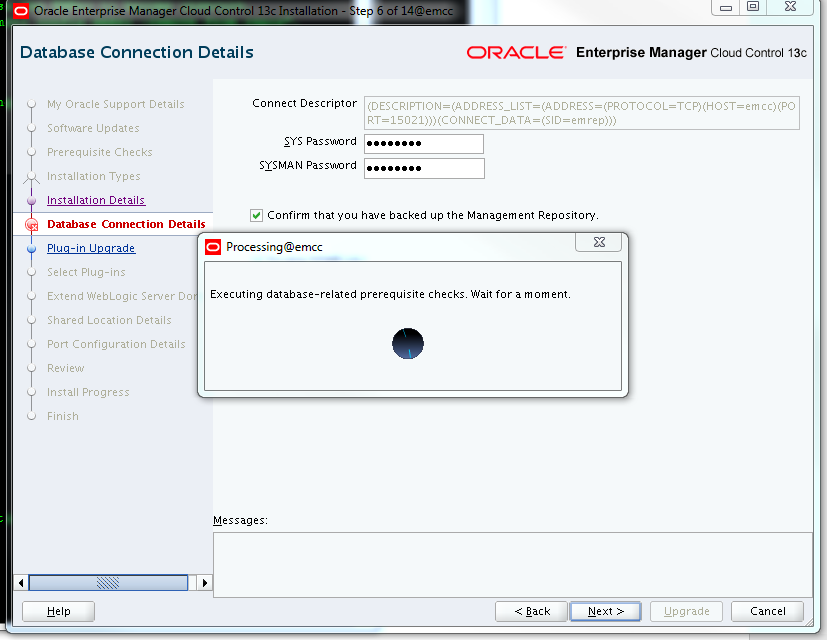 Oracle Enterprise Manager Cloud Control 13c Installation - Step 6 of 14@emcc
Database Connection Details
ORACLE Enterprise Manager Cloud Control 13c
My Oracle Support Details
Software Updates
Prerequisite Checks
Installation Types
Installation Details
Database Connection Details
Plug-in Upgrade
Select Plug-ins
Extend WebLogic Server Dor
Shared Location Details
Port Configuration Details
Review
Install Progress
Finish
Connect Descriptor
(DESCRIPTION=(ADDRESS_LIST=(ADDRESS=(PROTOCOL=TCP)(HOST=emcc)(PO
RT=15021)))(CONNECT_DATA=(SID=emrep)))
SYS Password ••••••••
SYSMAN Password ••••••••
Confirm that you have backed up the Management Repository.
Processing@emcc
Executing database-related prerequisite checks. Wait for a moment.
Messages:
Help
< Back
Next >
Upgrade
Cancel